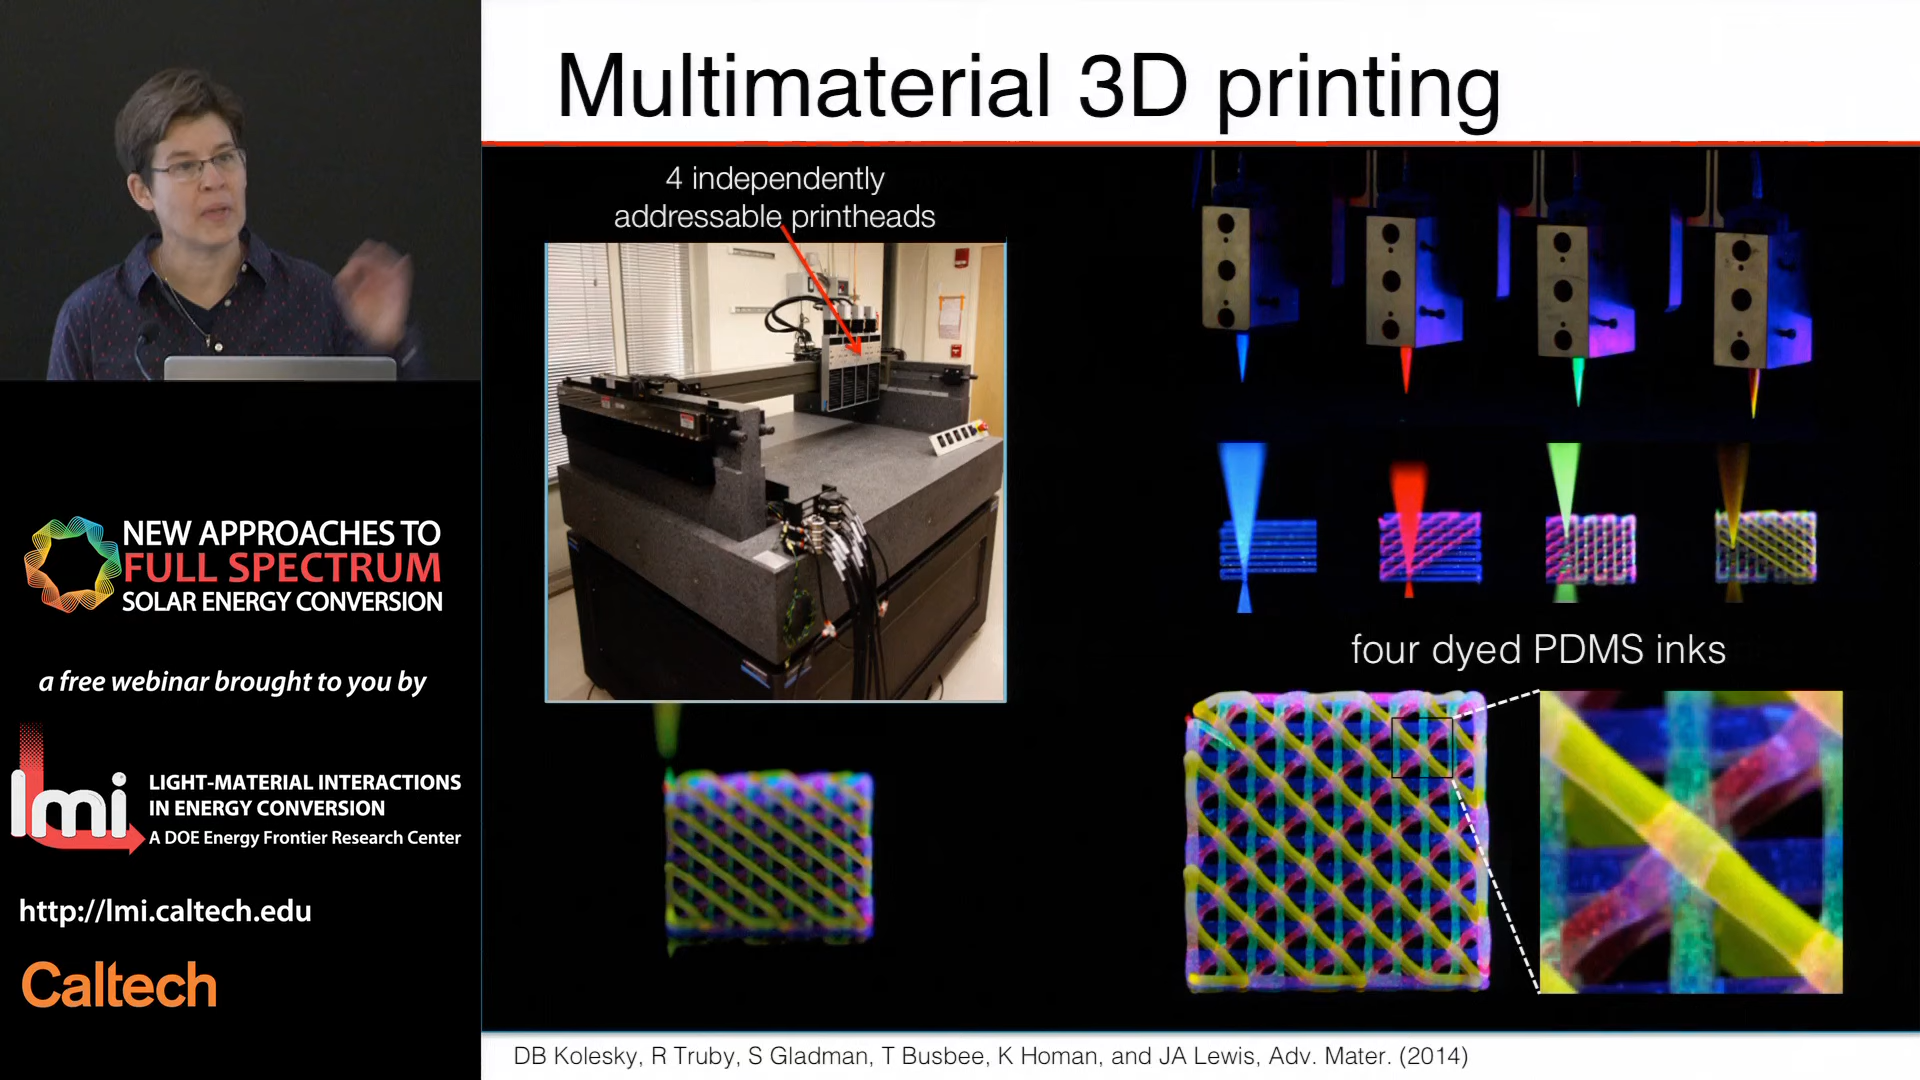 Multimaterial 3D printing
4 independently
addressable printheads
four dyed PDMS inks
DB Kolesky, R Truby, S Gladman, T Busbee, K Homan, and JA Lewis, Adv. Mater. (2014)
NEW APPROACHES TO
FULL SPECTRUM
SOLAR ENERGY CONVERSION
a free webinar brought to you by
lmi
LIGHT-MATERIAL INTERACTIONS
IN ENERGY CONVERSION
A DOE Energy Frontier Research Center
http://lmi.caltech.edu
Caltech